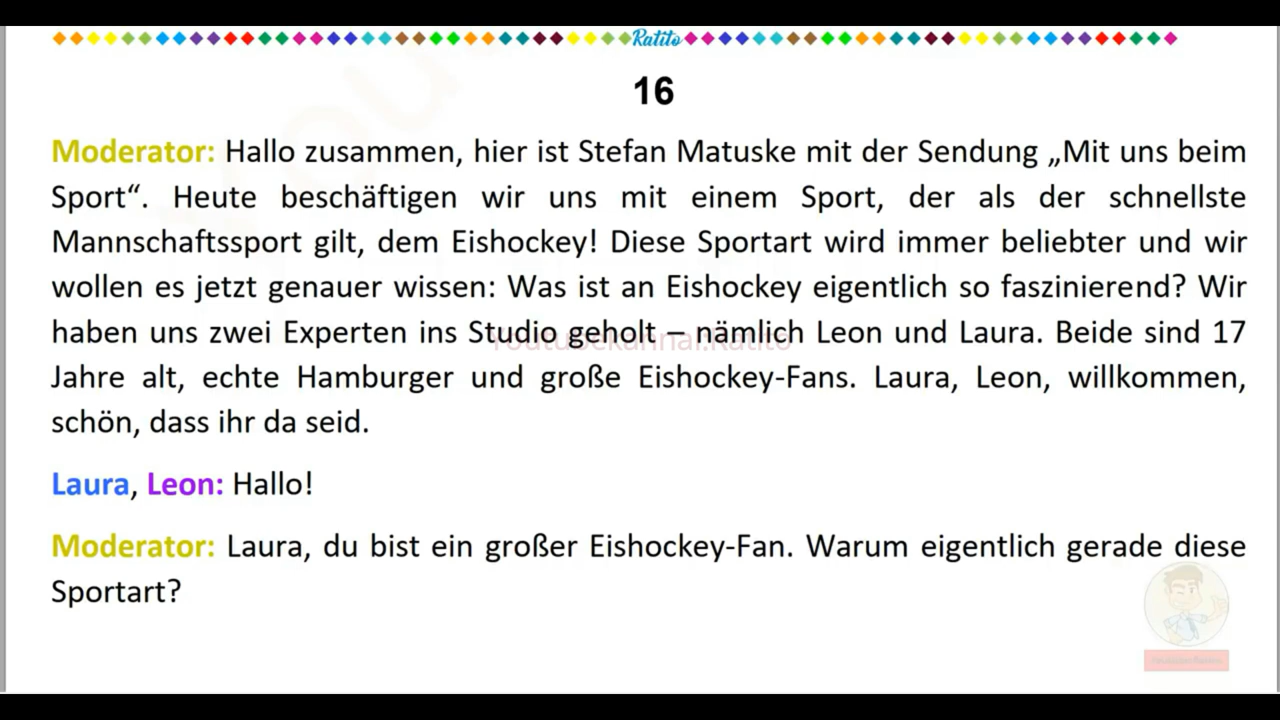 Ratito
16
Moderator: Hallo zusammen, hier ist Stefan Matuske mit der Sendung „Mit uns beim
Sport“. Heute beschäftigen wir uns mit einem Sport, der als der schnellste
Mannschaftssport gilt, dem Eishockey! Diese Sportart wird immer beliebter und wir
wollen es jetzt genauer wissen: Was ist an Eishockey eigentlich so faszinierend? Wir
haben uns zwei Experten ins Studio geholt – nämlich Leon und Laura. Beide sind 17
Jahre alt, echte Hamburger und große Eishockey-Fans. Laura, Leon, willkommen,
schön, dass ihr da seid.
Laura, Leon: Hallo!
Moderator: Laura, du bist ein großer Eishockey-Fan. Warum eigentlich gerade diese
Sportart?